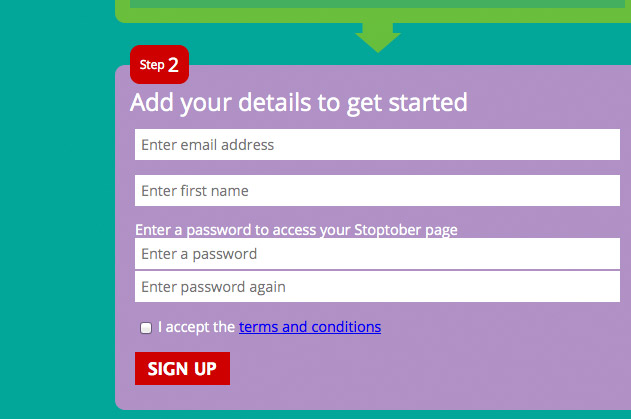 Step 2
Add your details to get started
Enter email address
Enter first name
Enter a password to access your Stoptober page
Enter a password
Enter password again
I accept the terms and conditions
SIGN UP